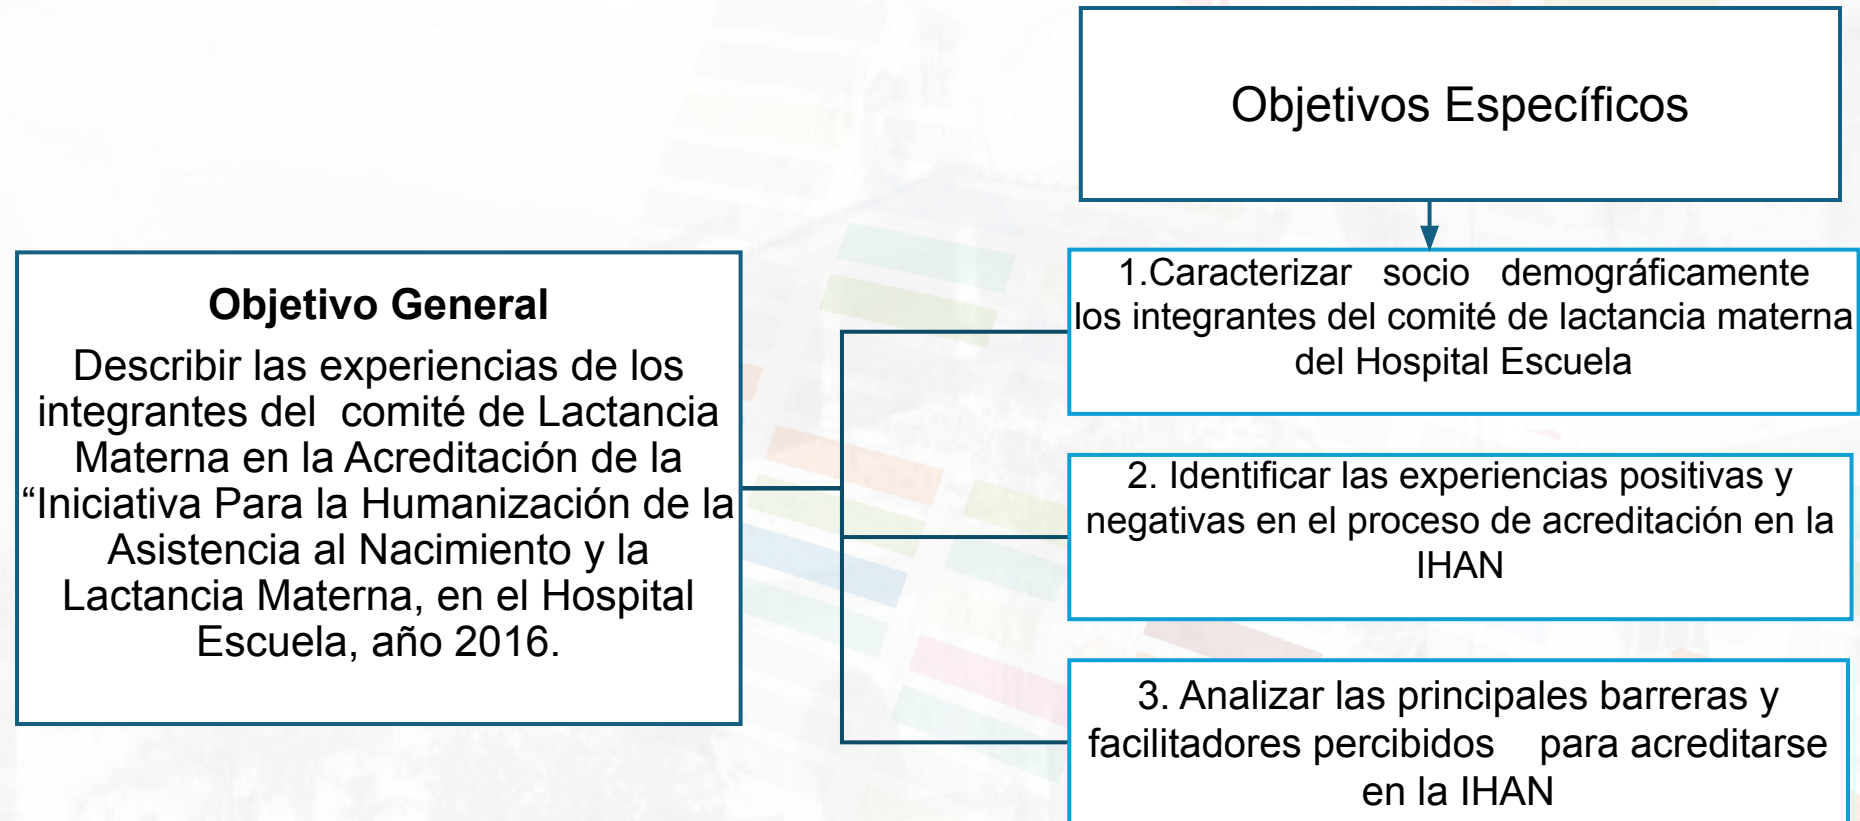 Objetivo General
Describir las experiencias de los
integrantes del  comité de Lactancia
Materna en la Acreditación de la
“Iniciativa Para la Humanización de la
Asistencia al Nacimiento y la
Lactancia Materna, en el Hospital
Escuela, año 2016.
Objetivos Específicos
1.Caracterizar   socio   demográficamente
los integrantes del comité de lactancia materna
del Hospital Escuela
2. Identificar las experiencias positivas y
negativas en el proceso de acreditación en la
IHAN
3. Analizar las principales barreras y
facilitadores percibidos    para acreditarse
en la IHAN